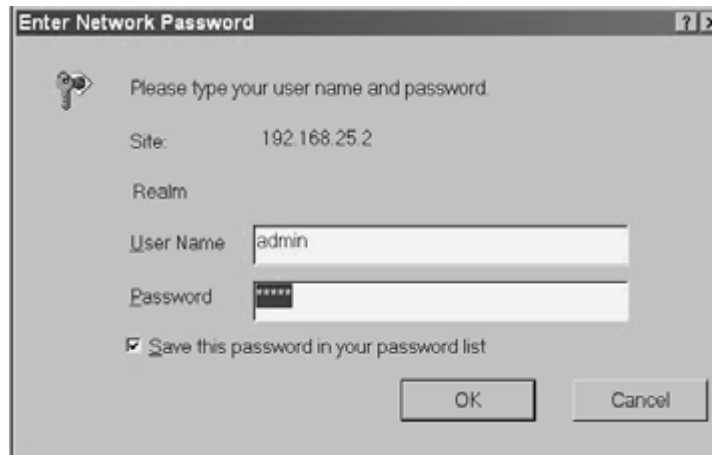 Enter Network Password
Please type your user name and password.
Site: 192.168.25.2
Realm
User Name admin
Password *****
Save this password in your password list
OK Cancel